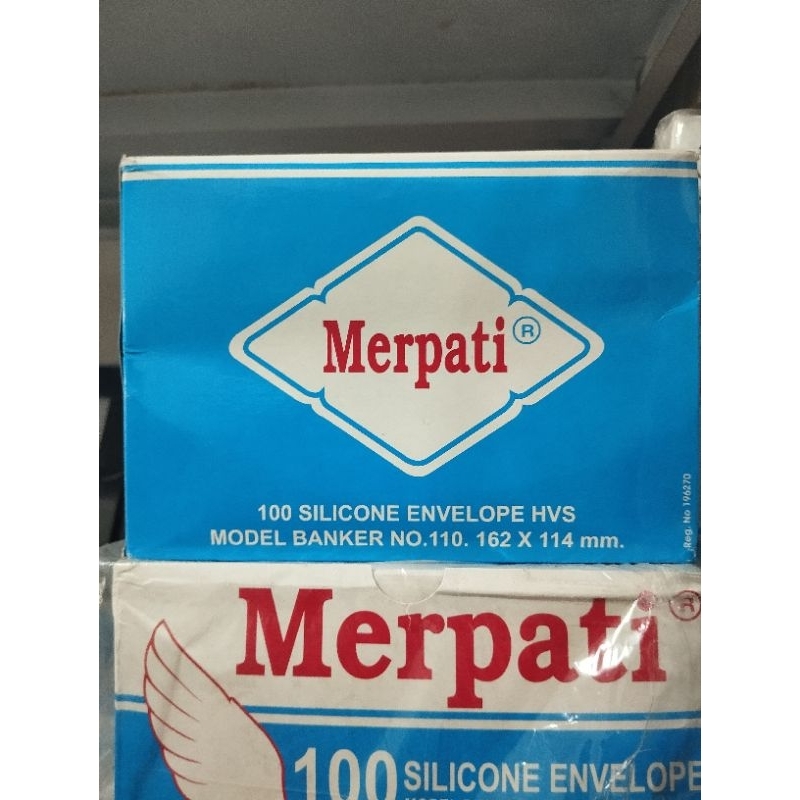 Merpati ®
100 SILICONE ENVELOPE HVS
MODEL BANKER NO.110. 162 X 114 mm.
Reg. No 196270
Merpati ®
100 SILICONE ENVELOPE